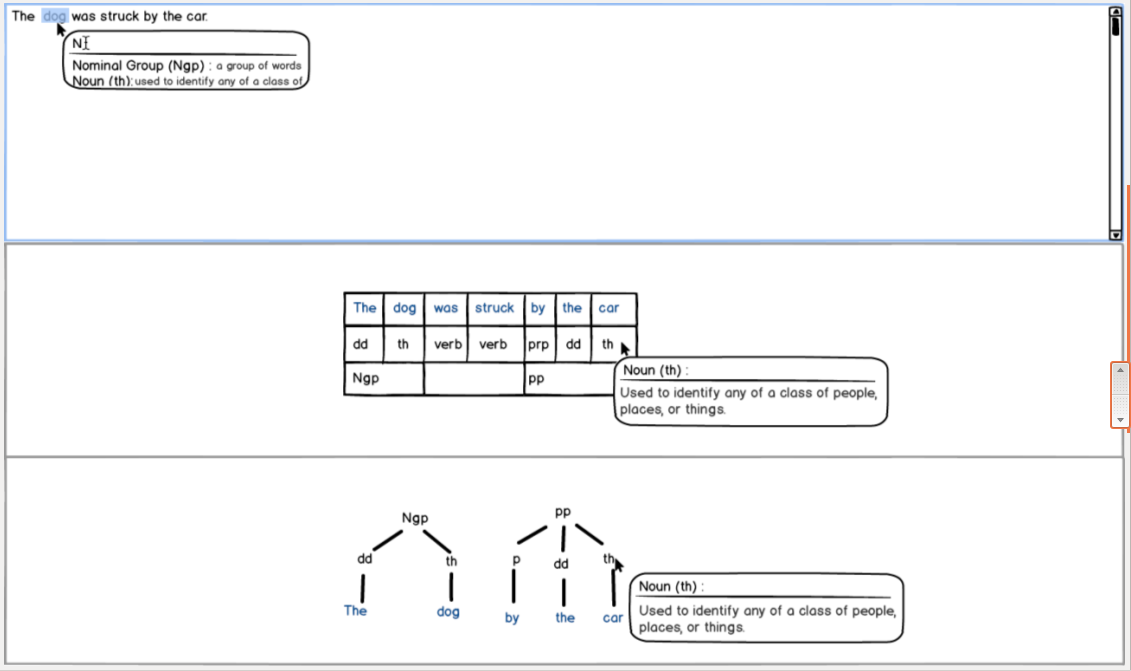 The dog was struck by the car.
N
Nominal Group (Ngp) : a group of words
Noun (th): used to identify any of a class of
The dog was struck by the car
dd th verb verb prp dd th
Ngp pp
Noun (th) :
Used to identify any of a class of people,
places, or things.
Ngp pp
dd th p dd th
The dog by the car
Noun (th) :
Used to identify any of a class of people,
places, or things.